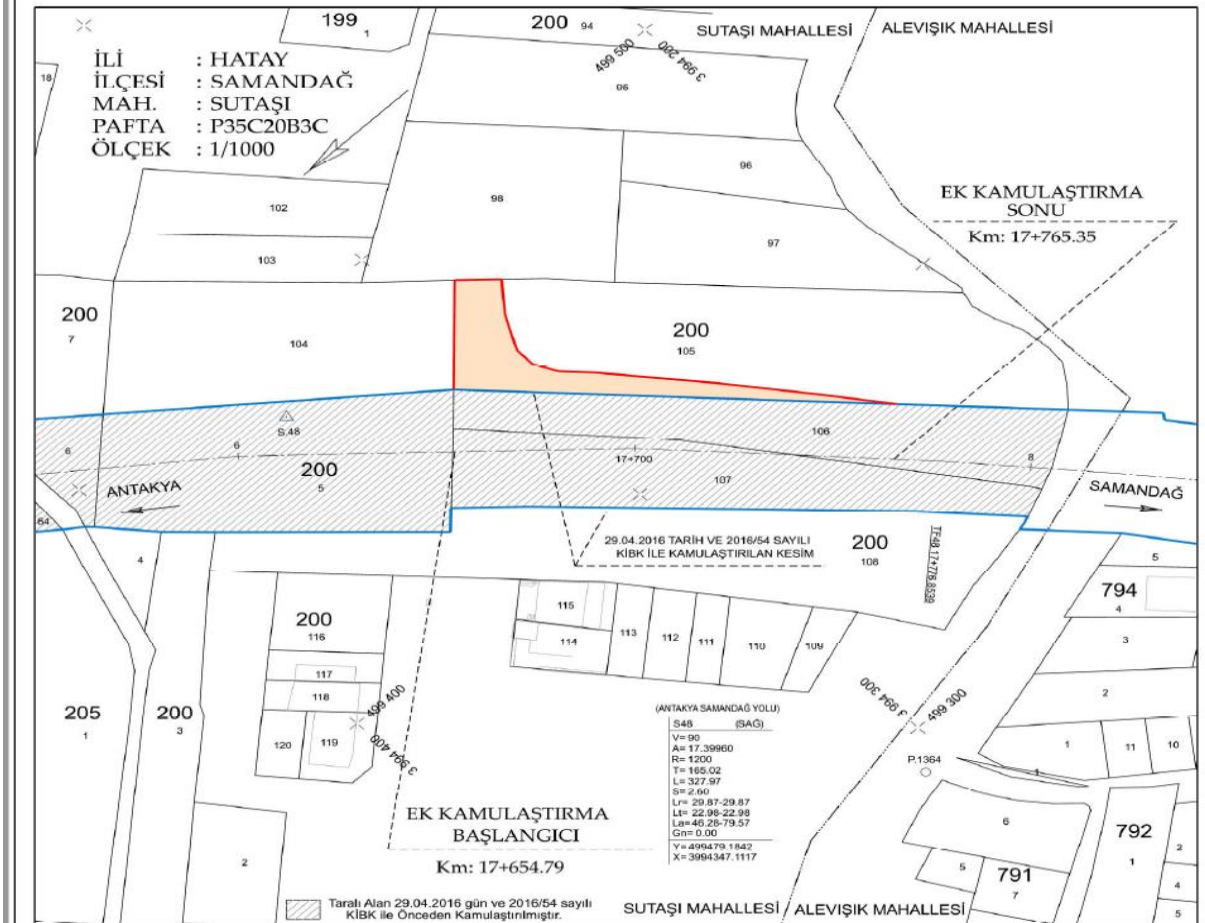 199
1
200 94
SUTAŞI MAHALLESİ
ALEVIŞIK MAHALLESİ
İLİ : HATAY
İLÇESİ : SAMANDAĞ
MAH. : SUTAŞI
PAFTA : P35C20B3C
ÖLÇEK : 1/1000
499 500
3 994 200
18
96
98
96
97
102
103
EK KAMULAŞTIRMA
SONU
Km: 17+765.35
200
7
104
200
105
S.48
6
6
200
5
106
17+700
107
8
ANTAKYA
SAMANDAĞ
64
4
29.04.2016 TARİH VE 2016/54 SAYILI
KİBK İLE KAMULAŞTIRILAN KESİM
200
108
5
794
4
3
2
200
116
117
118
120
119
115
114
113
112
111
110
109
499 400
3 994 400
3 994 300
499 300
205
1
200
3
2
(ANTAKYA SAMANDAĞ YOLU)
S48 (SAĞ)
V= 90
A= 17.39960
R= 1200
T= 165.02
L= 327.97
S= 2.60
Lr= 29.87-29.87
Lt= 22.98-22.98
La= 46.28-79.57
Gn= 0.00
Y= 499479.1842
X= 3994347.1117
P.1364
1
11
10
1
6
5
791
7
792
1
2
4
5
EK KAMULAŞTIRMA
BAŞLANGICI
Km: 17+654.79
Taralı Alan 29.04.2016 gün ve 2016/54 sayılı
KİBK ile Önceden Kamulaştırılmıştır.
SUTAŞI MAHALLESİ
ALEVIŞIK MAHALLESİ